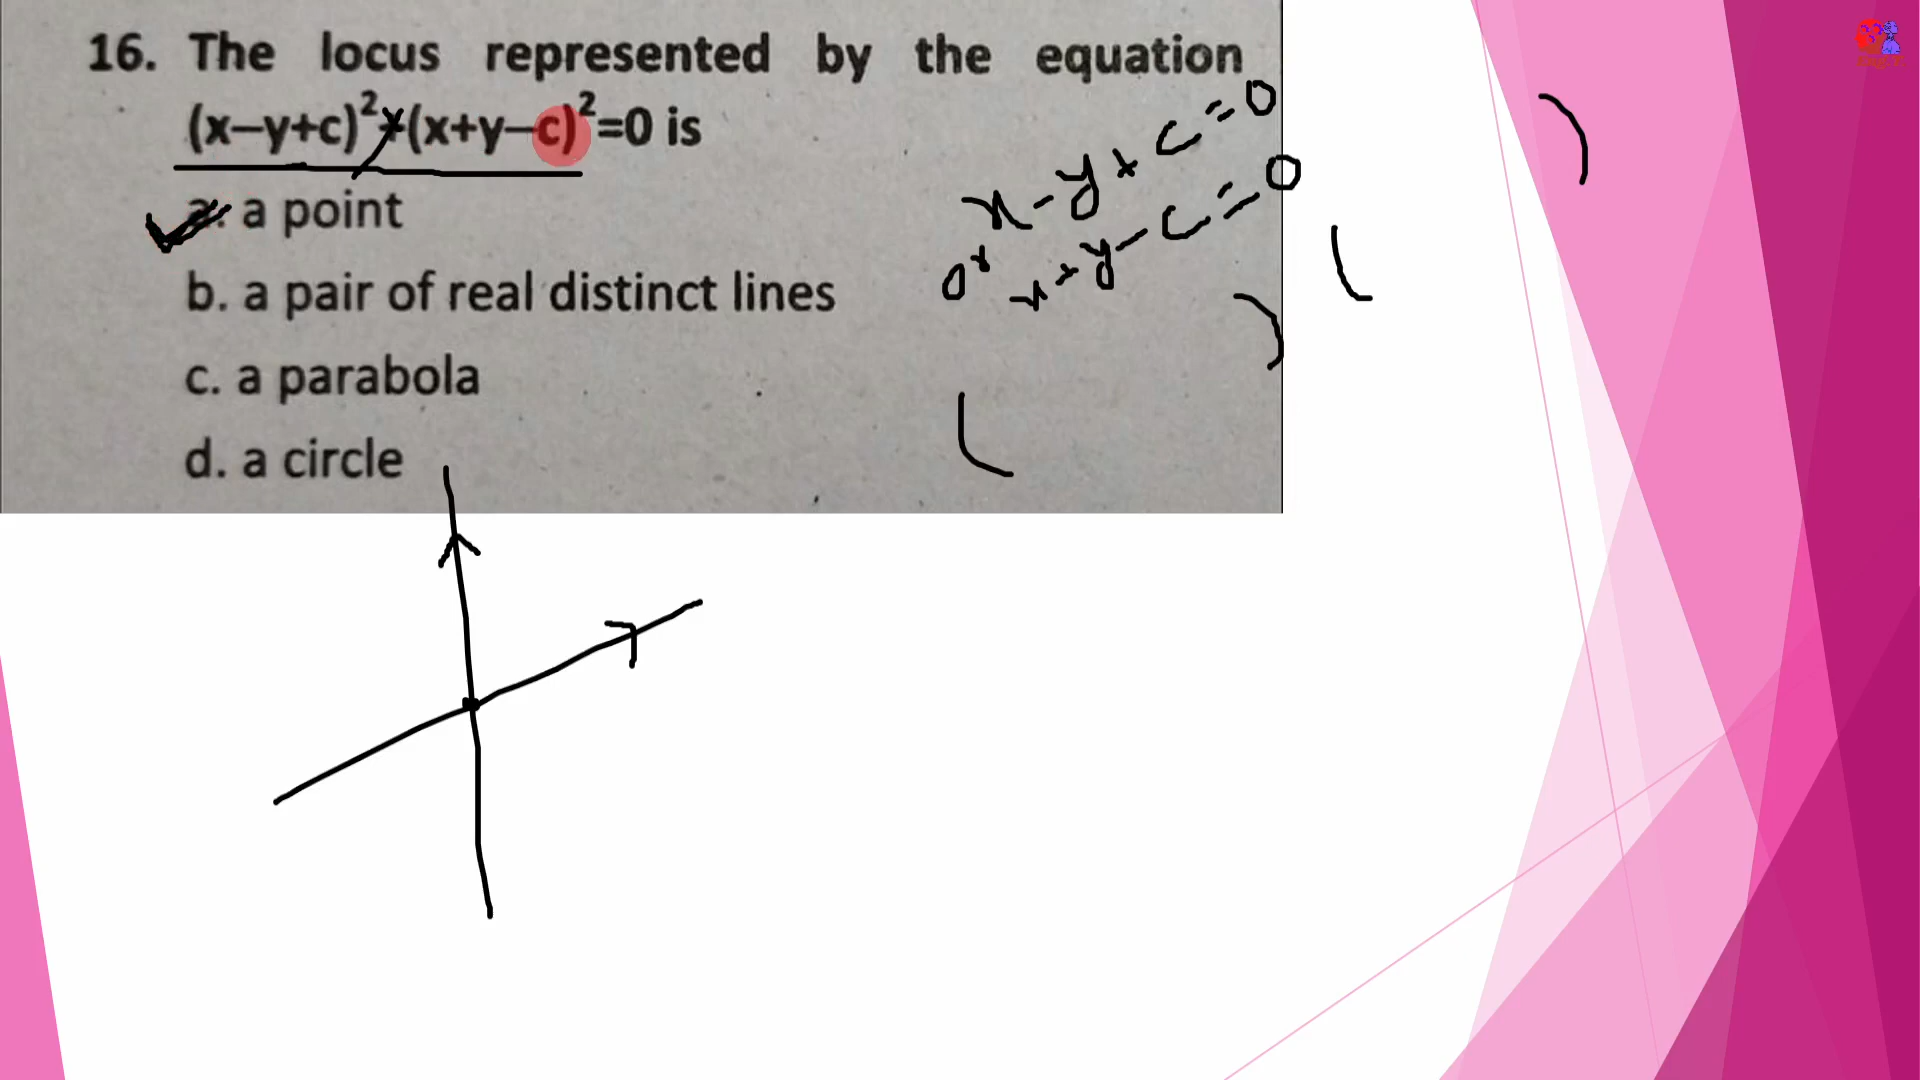 16. The locus represented by the equation
(x–y+c)²+(x+y–c)²=0 is
a. a point
b. a pair of real distinct lines
c. a parabola
d. a circle
x-y+c=0
or x+y-c=0